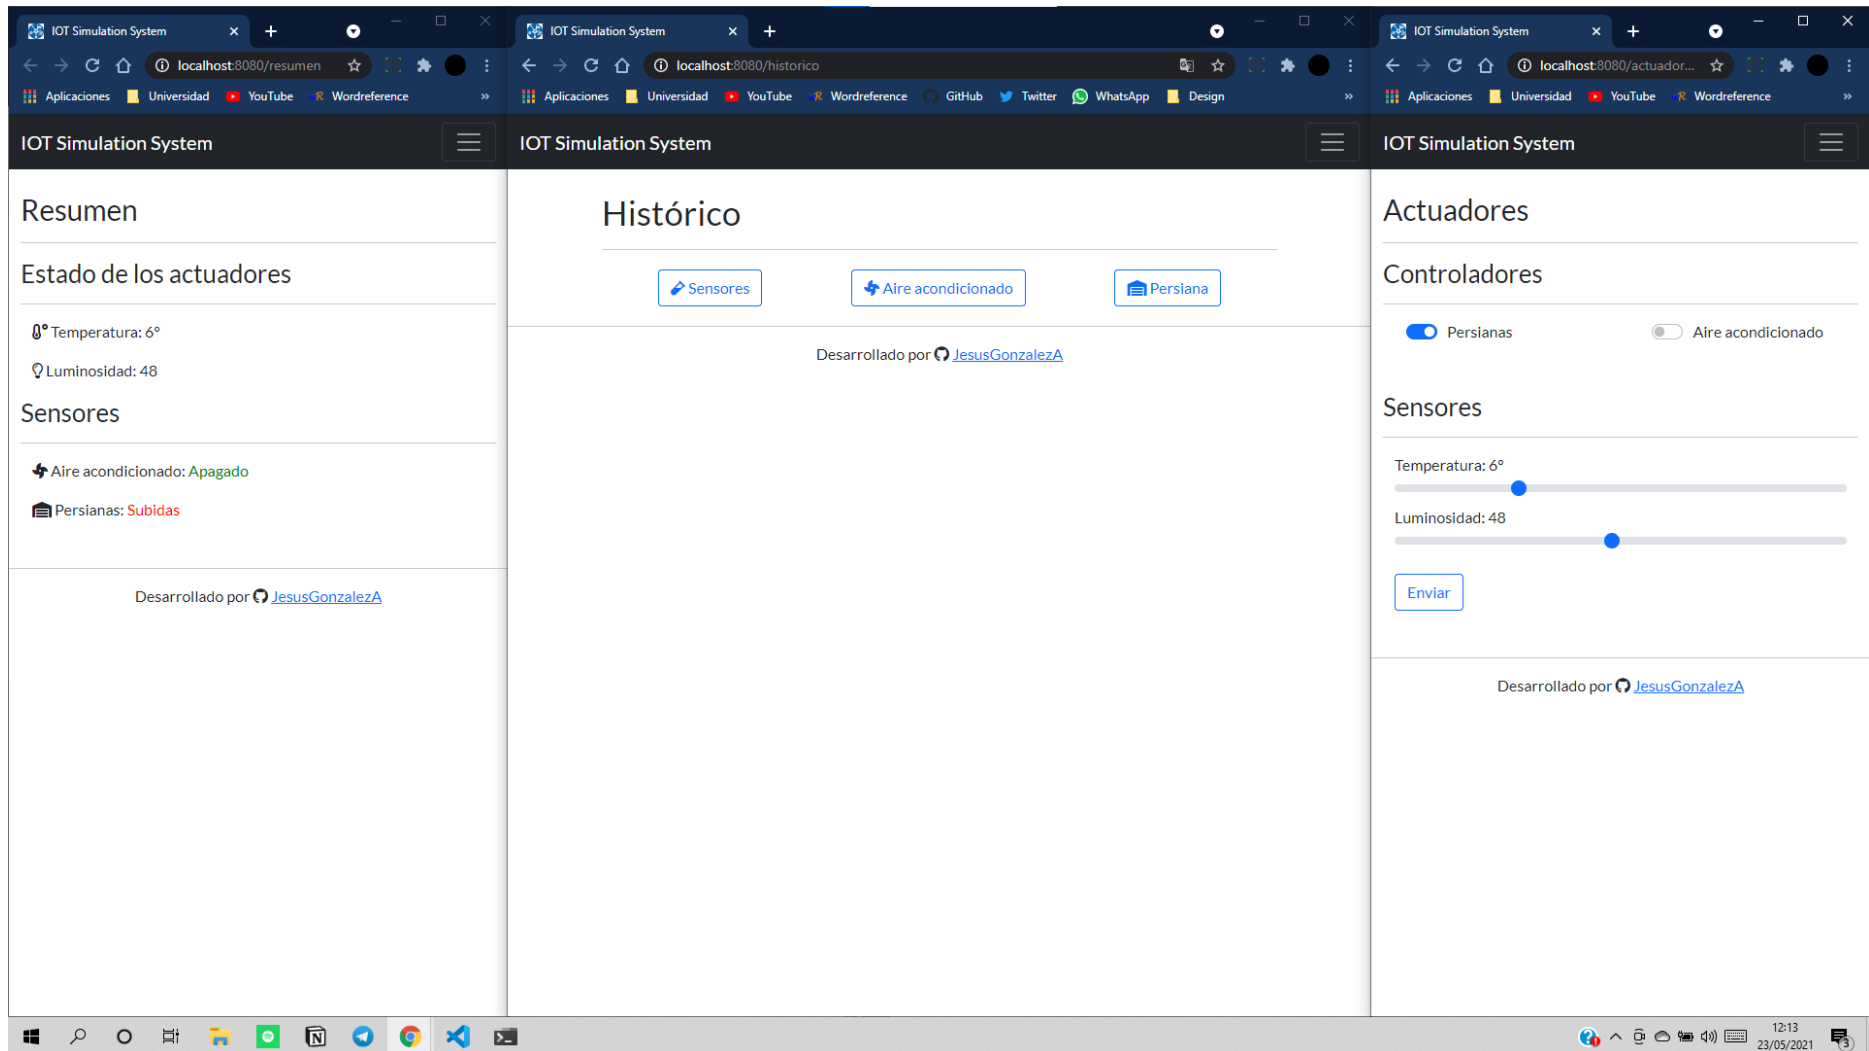 IOT Simulation System
localhost:8080/resumen
Aplicaciones Universidad YouTube Wordreference »
IOT Simulation System
Resumen
Estado de los actuadores
Temperatura: 6°
Luminosidad: 48
Sensores
Aire acondicionado: Apagado
Persianas: Subidas
Desarrollado por JesusGonzalezA
IOT Simulation System
localhost:8080/historico
Aplicaciones Universidad YouTube Wordreference GitHub Twitter WhatsApp Design »
IOT Simulation System
Histórico
Sensores Aire acondicionado Persiana
Desarrollado por JesusGonzalezA
IOT Simulation System
localhost:8080/actuador...
Aplicaciones Universidad YouTube Wordreference »
IOT Simulation System
Actuadores
Controladores
Persianas Aire acondicionado
Sensores
Temperatura: 6°
Luminosidad: 48
Enviar
Desarrollado por JesusGonzalezA
12:13
23/05/2021
3